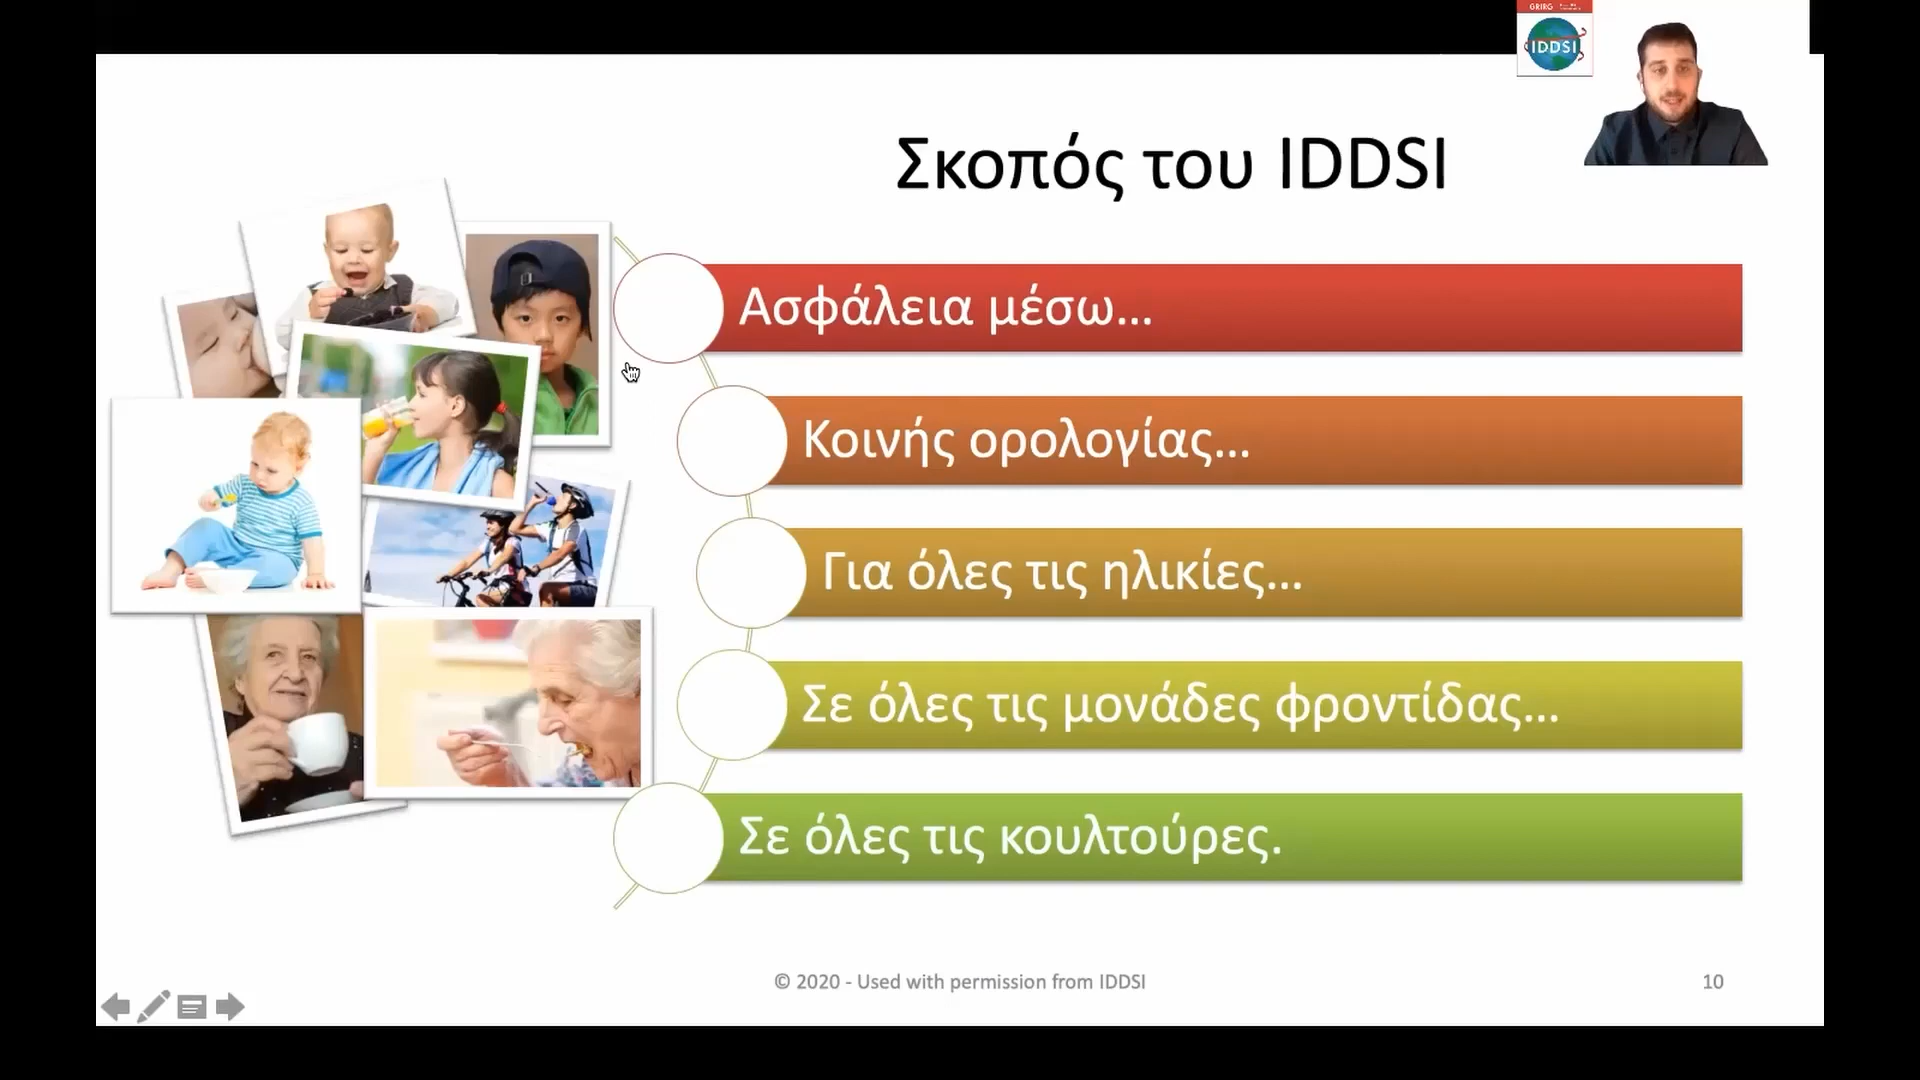 GRIRG
IDDSI
Σκοπός του IDDSI
Ασφάλεια μέσω...
Κοινής ορολογίας...
Για όλες τις ηλικίες...
Σε όλες τις μονάδες φροντίδας...
Σε όλες τις κουλτούρες.
© 2020 - Used with permission from IDDSI
10